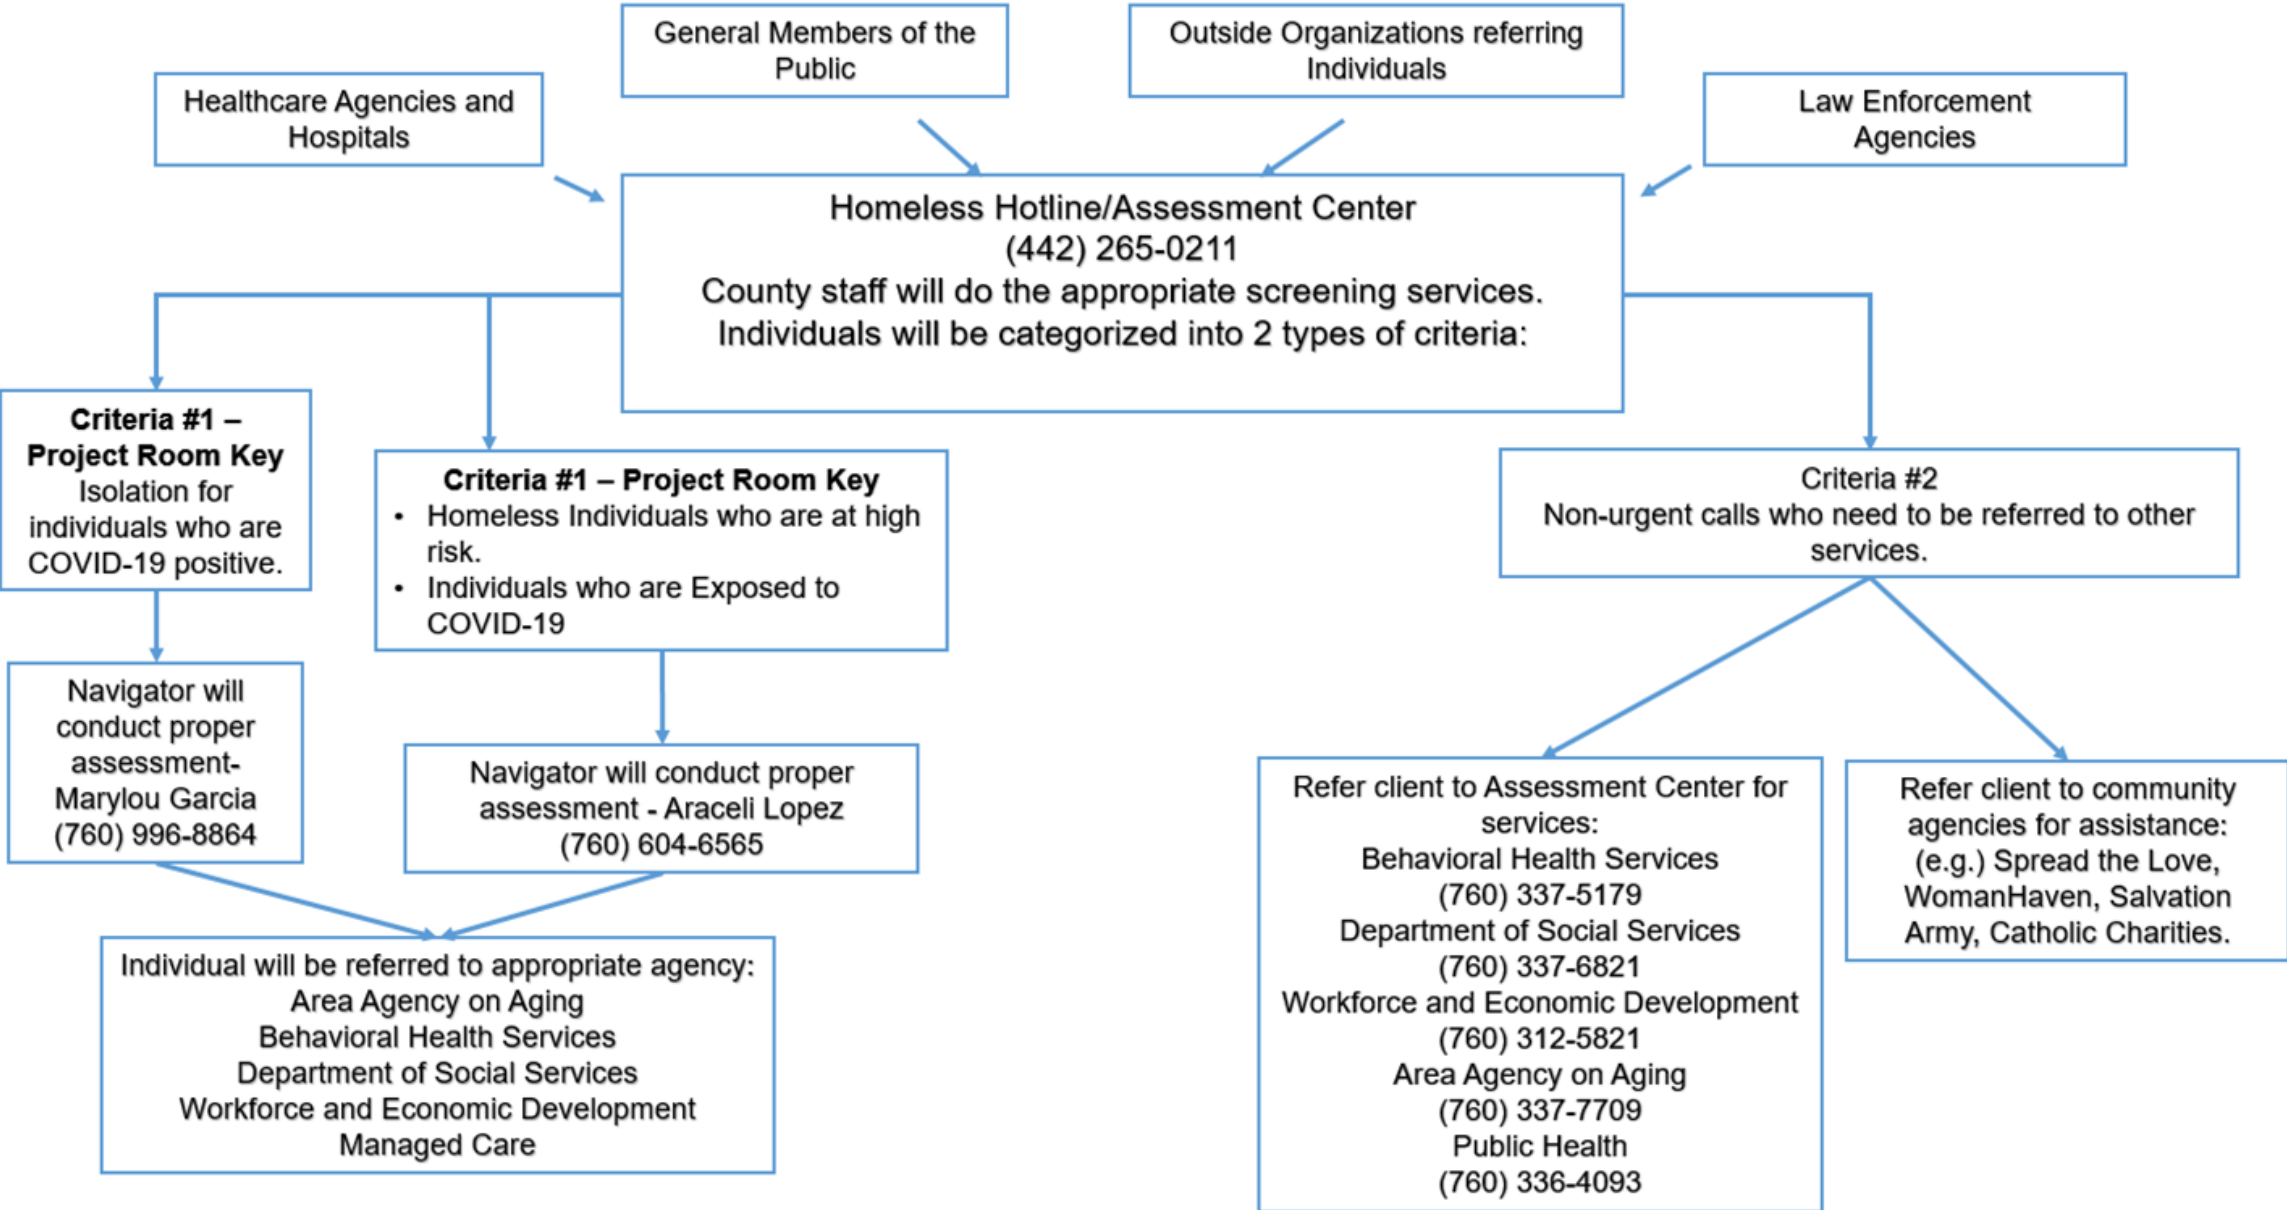 General Members of the
Public
Outside Organizations referring
Individuals
Healthcare Agencies and
Hospitals
Law Enforcement
Agencies
Homeless Hotline/Assessment Center
(442) 265-0211
County staff will do the appropriate screening services.
Individuals will be categorized into 2 types of criteria:
Criteria #1 –
Project Room Key
Isolation for
individuals who are
COVID-19 positive.
Criteria #1 – Project Room Key
• Homeless Individuals who are at high
risk.
• Individuals who are Exposed to
COVID-19
Criteria #2
Non-urgent calls who need to be referred to other
services.
Navigator will
conduct proper
assessment-
Marylou Garcia
(760) 996-8864
Navigator will conduct proper
assessment - Araceli Lopez
(760) 604-6565
Individual will be referred to appropriate agency:
Area Agency on Aging
Behavioral Health Services
Department of Social Services
Workforce and Economic Development
Managed Care
Refer client to Assessment Center for
services:
Behavioral Health Services
(760) 337-5179
Department of Social Services
(760) 337-6821
Workforce and Economic Development
(760) 312-5821
Area Agency on Aging
(760) 337-7709
Public Health
(760) 336-4093
Refer client to community
agencies for assistance:
(e.g.) Spread the Love,
WomanHaven, Salvation
Army, Catholic Charities.